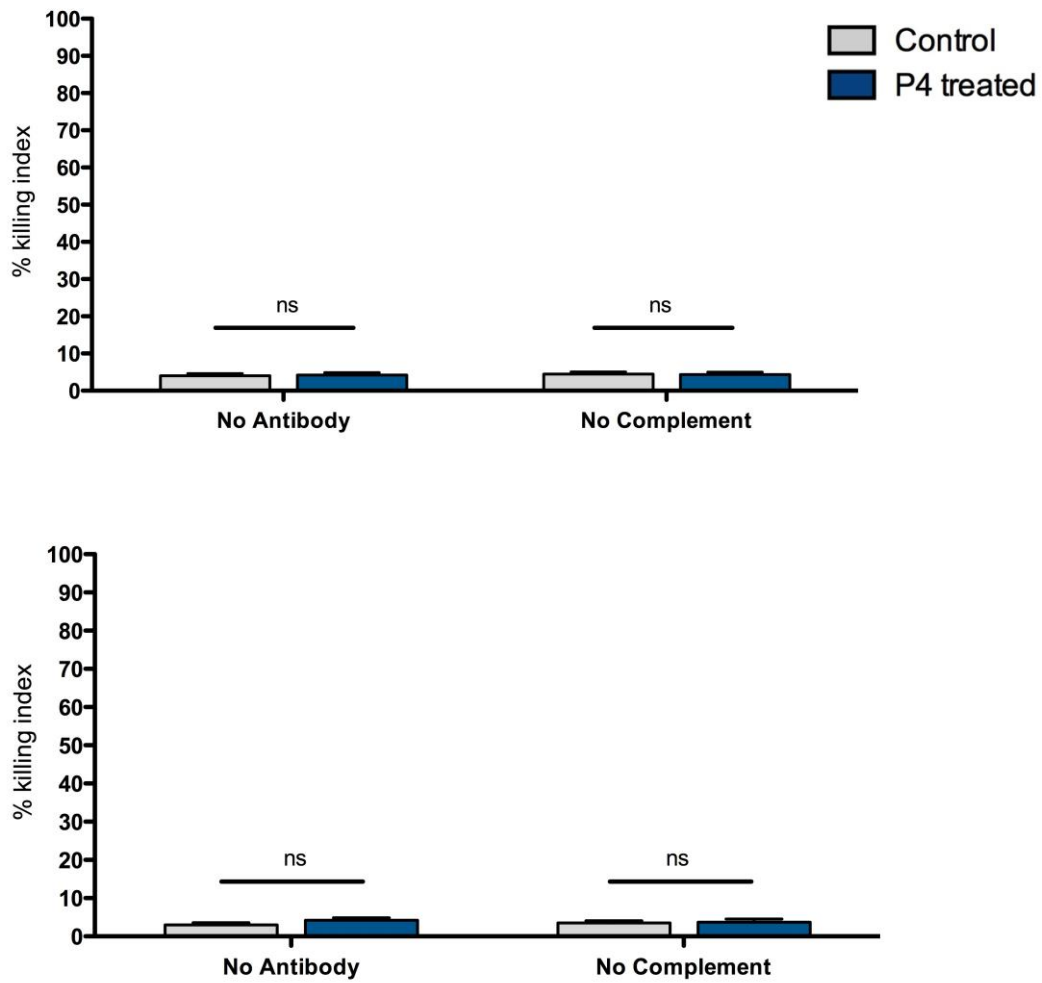 100
90
80
70
60
50
40
30
20
10
0
% killing index
Control
P4 treated
ns
ns
No Antibody
No Complement
100
90
80
70
60
50
40
30
20
10
0
% killing index
ns
ns
No Antibody
No Complement